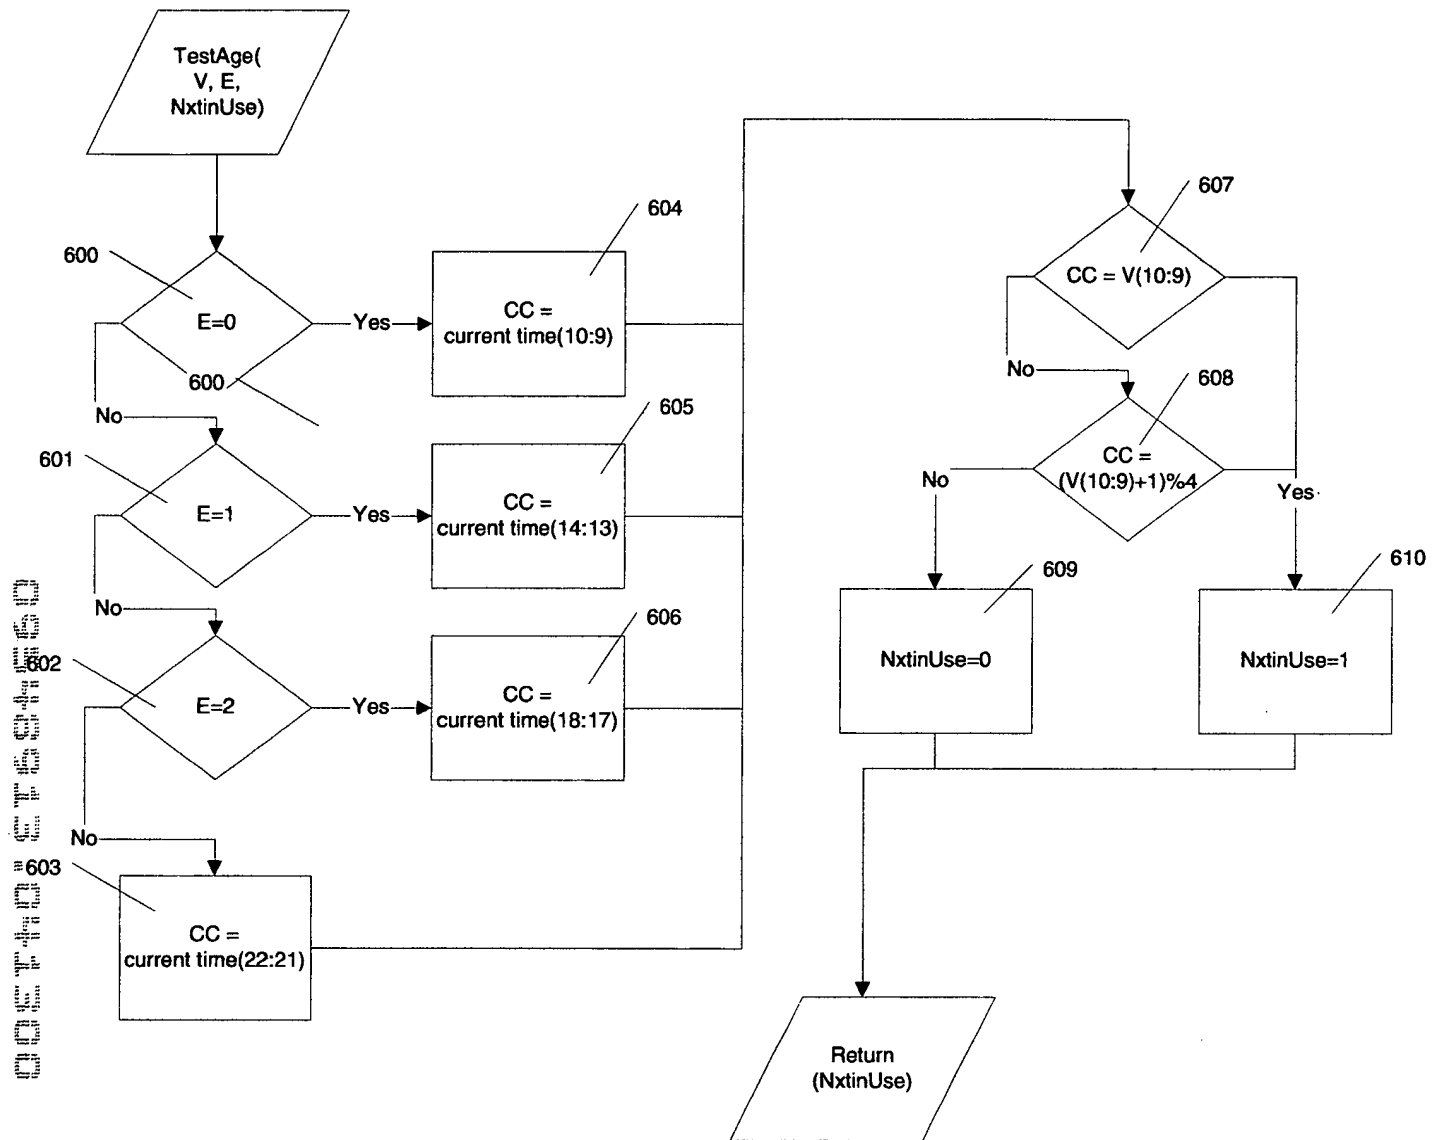 TestAge(
V, E,
NxtinUse)
600
E=0
Yes
604
CC =
current time(10:9)
600
No
601
E=1
Yes
605
CC =
current time(14:13)
No
602
E=2
Yes
606
CC =
current time(18:17)
No
603
CC =
current time(22:21)
607
CC = V(10:9)
No
608
CC =
(V(10:9)+1)%4
No
Yes
609
NxtinUse=0
610
NxtinUse=1
Return
(NxtinUse)